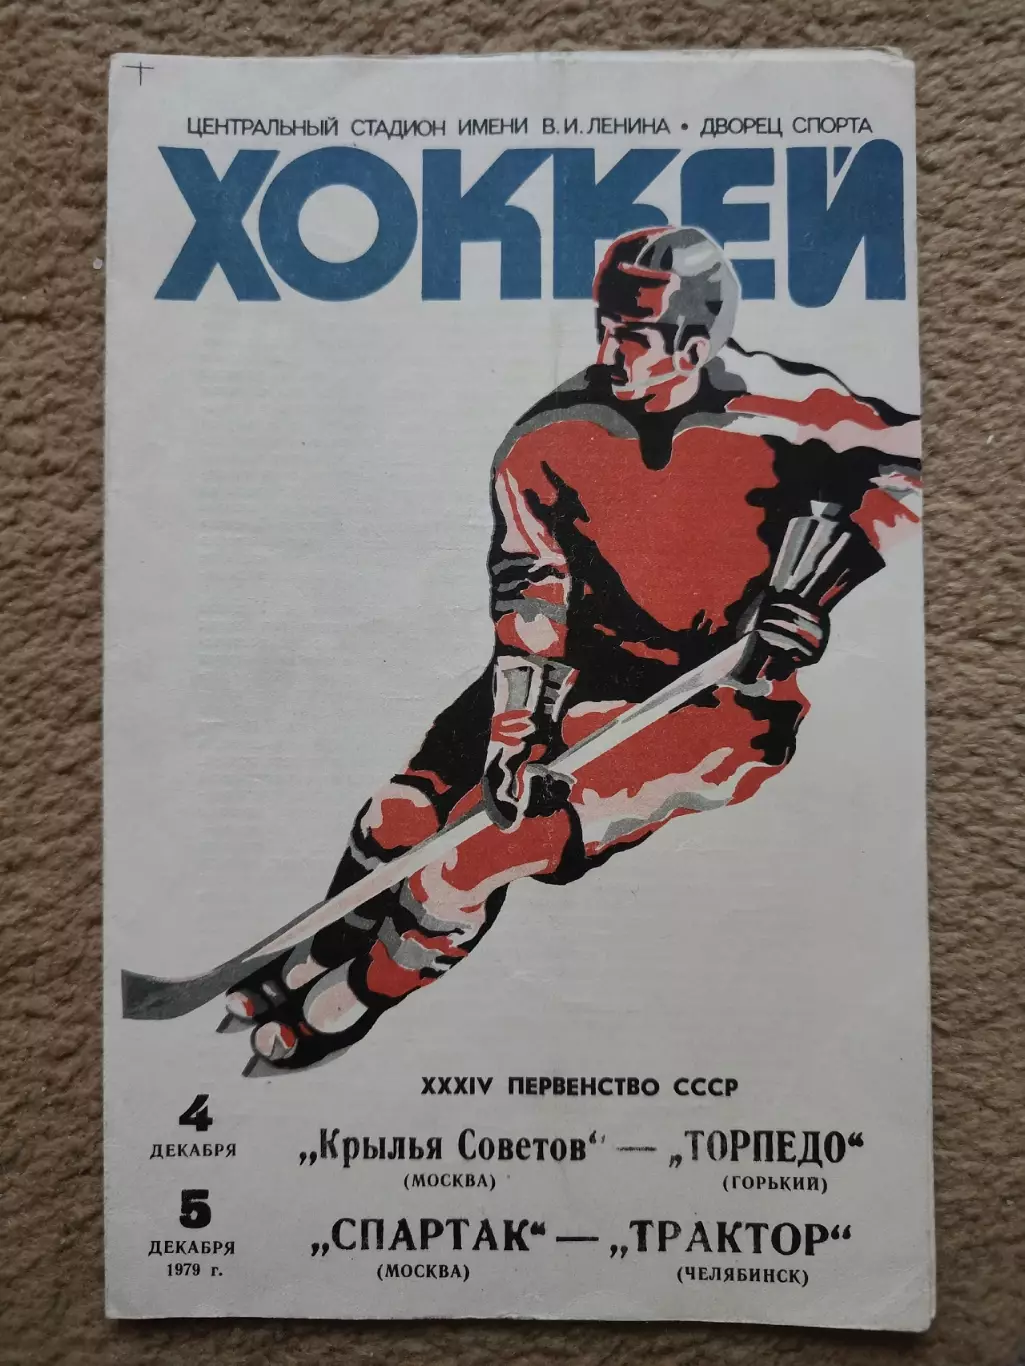 ЦЕНТРАЛЬНЫЙ СТАДИОН ИМЕНИ В.И.ЛЕНИНА • ДВОРЕЦ СПОРТА
ХОККЕЙ
XXXIV ПЕРВЕНСТВО СССР
4 ДЕКАБРЯ
„Крылья Советов“ — „ТОРПЕДО“
(МОСКВА) (ГОРЬКИЙ)
5 ДЕКАБРЯ
1979 г.
„СПАРТАК“ — „ТРАКТОР“
(МОСКВА) (ЧЕЛЯБИНСК)